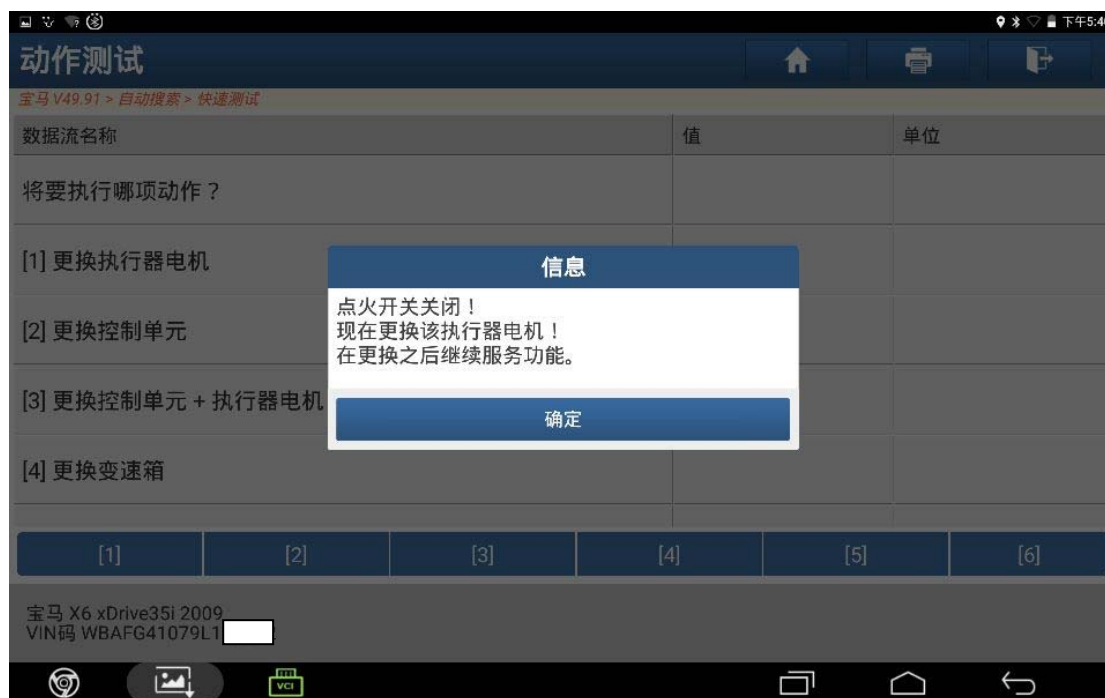 下午5:4
动作测试
宝马 V49.91 > 自动搜索 > 快速测试
数据流名称 值 单位
将要执行哪项动作？
[1] 更换执行器电机
[2] 更换控制单元
[3] 更换控制单元 + 执行器电机
[4] 更换变速箱
信息
点火开关关闭！
现在更换该执行器电机！
在更换之后继续服务功能。
确定
[1] [2] [3] [4] [5] [6]
宝马 X6 xDrive35i 2009
VIN码 WBAFG41079L1
VCI